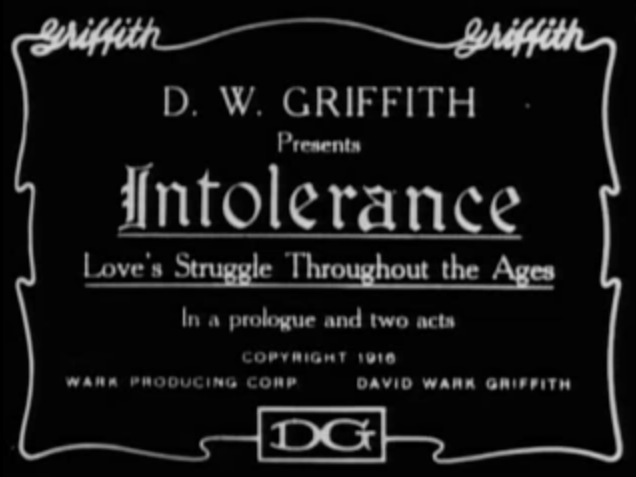 Griffith Griffith
D. W. GRIFFITH
Presents
Intolerance
Love's Struggle Throughout the Ages
In a prologue and two acts
COPYRIGHT 1916
WARK PRODUCING CORP. DAVID WARK GRIFFITH
DG